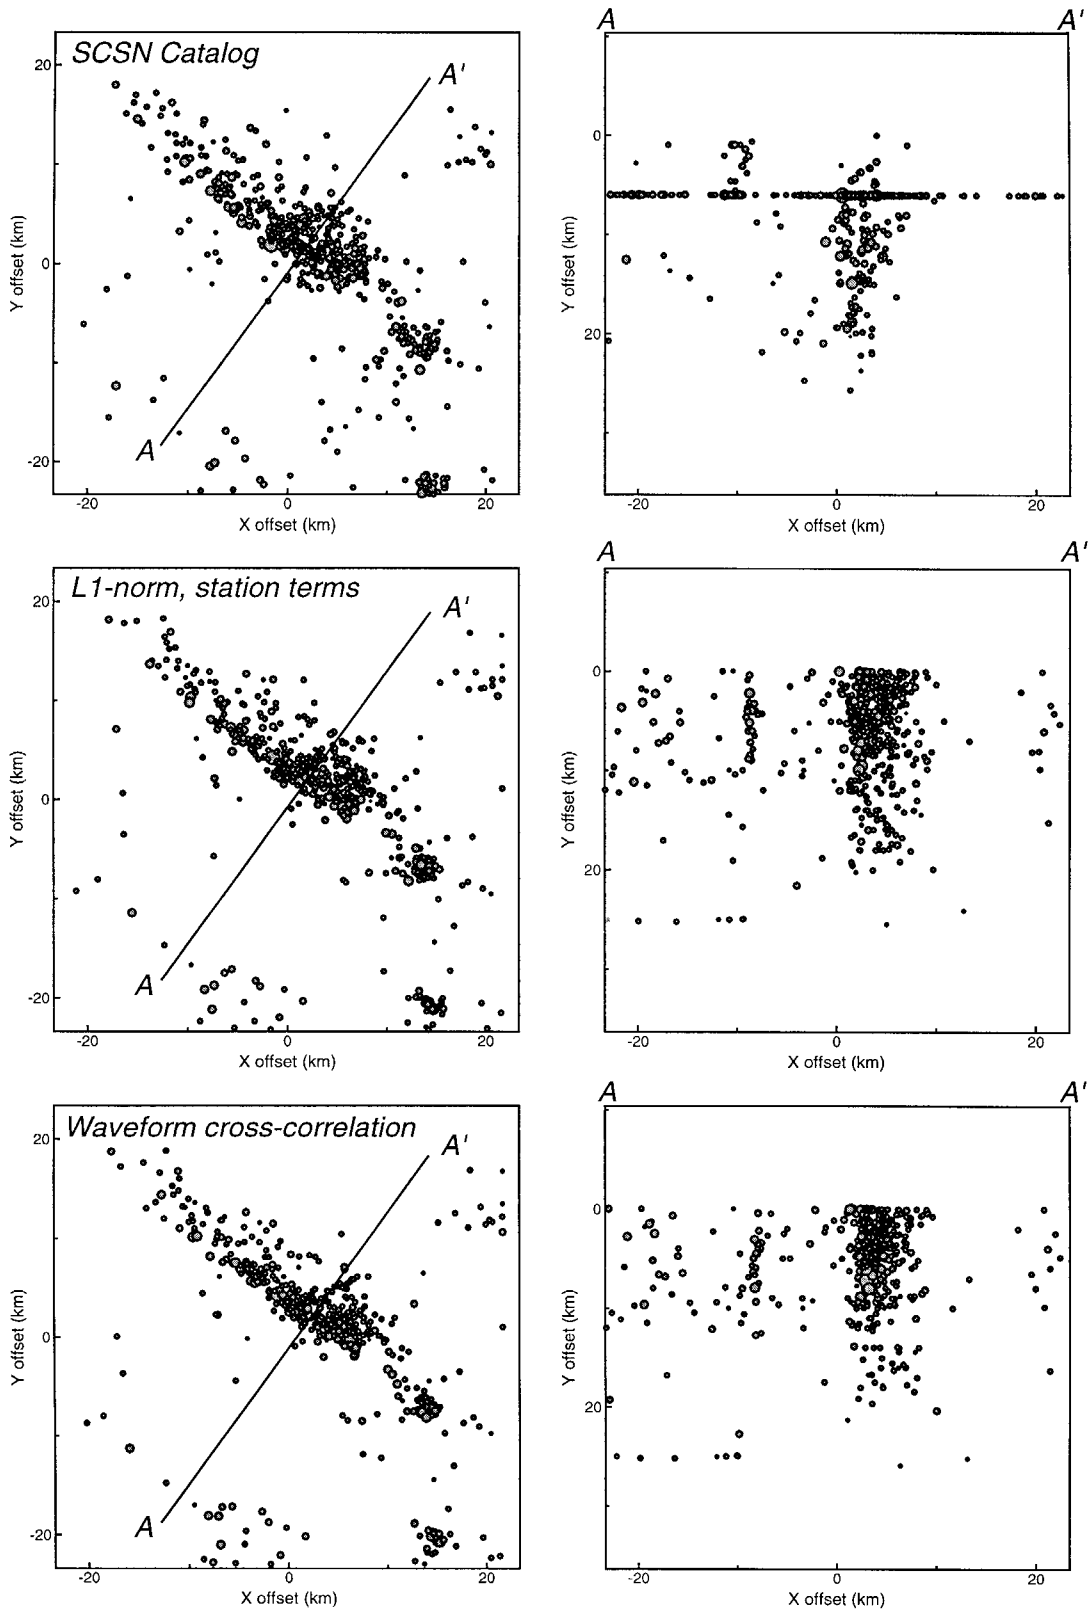 A A'
SCSN Catalog
A'
A
20
0
-20
Y offset (km)
-20 0 20
X offset (km)
0
20
Y offset (km)
-20 0 20
X offset (km)
A A'
L1-norm, station terms
A'
A
20
0
-20
Y offset (km)
-20 0 20
X offset (km)
0
20
Y offset (km)
-20 0 20
X offset (km)
A A'
Waveform cross-correlation
A'
A
20
0
-20
Y offset (km)
-20 0 20
X offset (km)
0
20
Y offset (km)
-20 0 20
X offset (km)